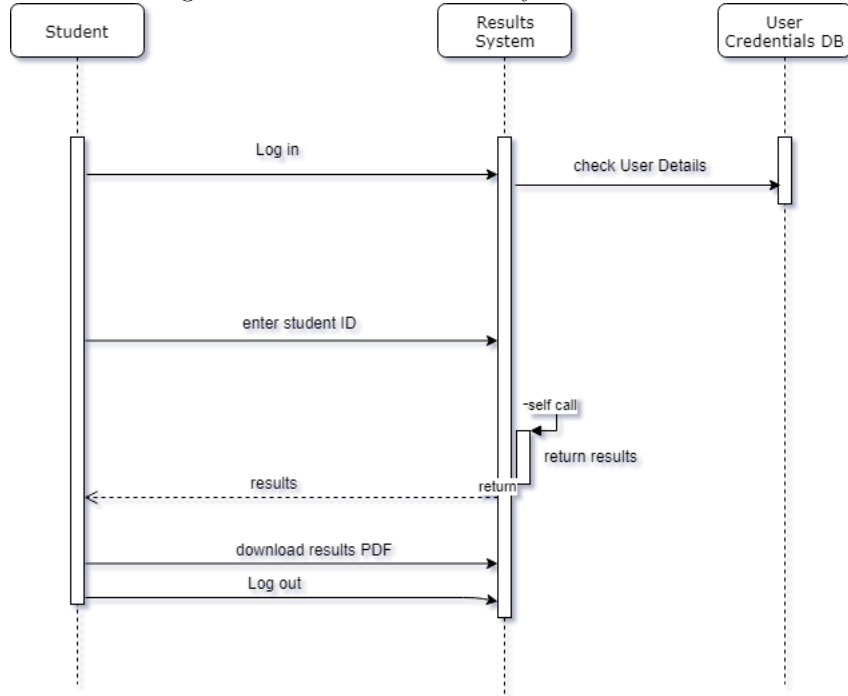 Student
Results
System
User
Credentials DB
Log in
check User Details
enter student ID
self call
return results
results
return
download results PDF
Log out